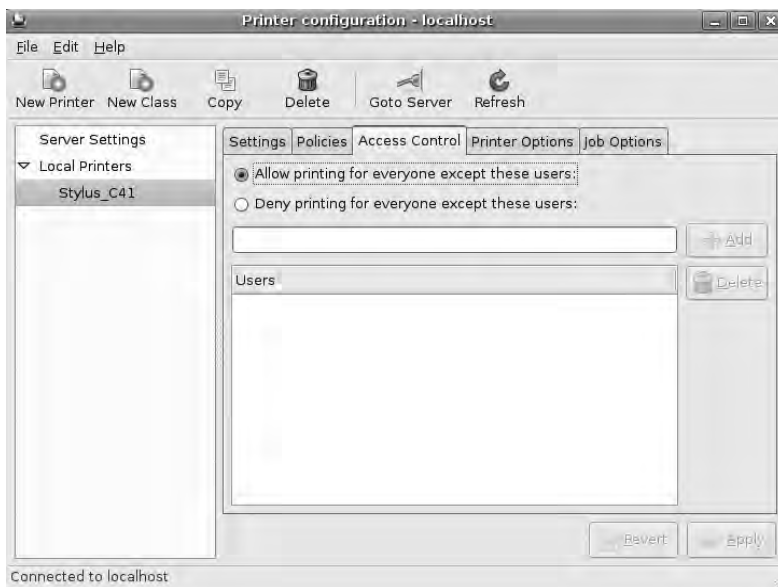 Printer configuration - localhost
File Edit Help
New Printer New Class Copy Delete Goto Server Refresh
Server Settings
Local Printers
Stylus_C41
Settings Policies Access Control Printer Options Job Options
Allow printing for everyone except these users:
Deny printing for everyone except these users:
Add
Users
Delete
Revert Apply
Connected to localhost